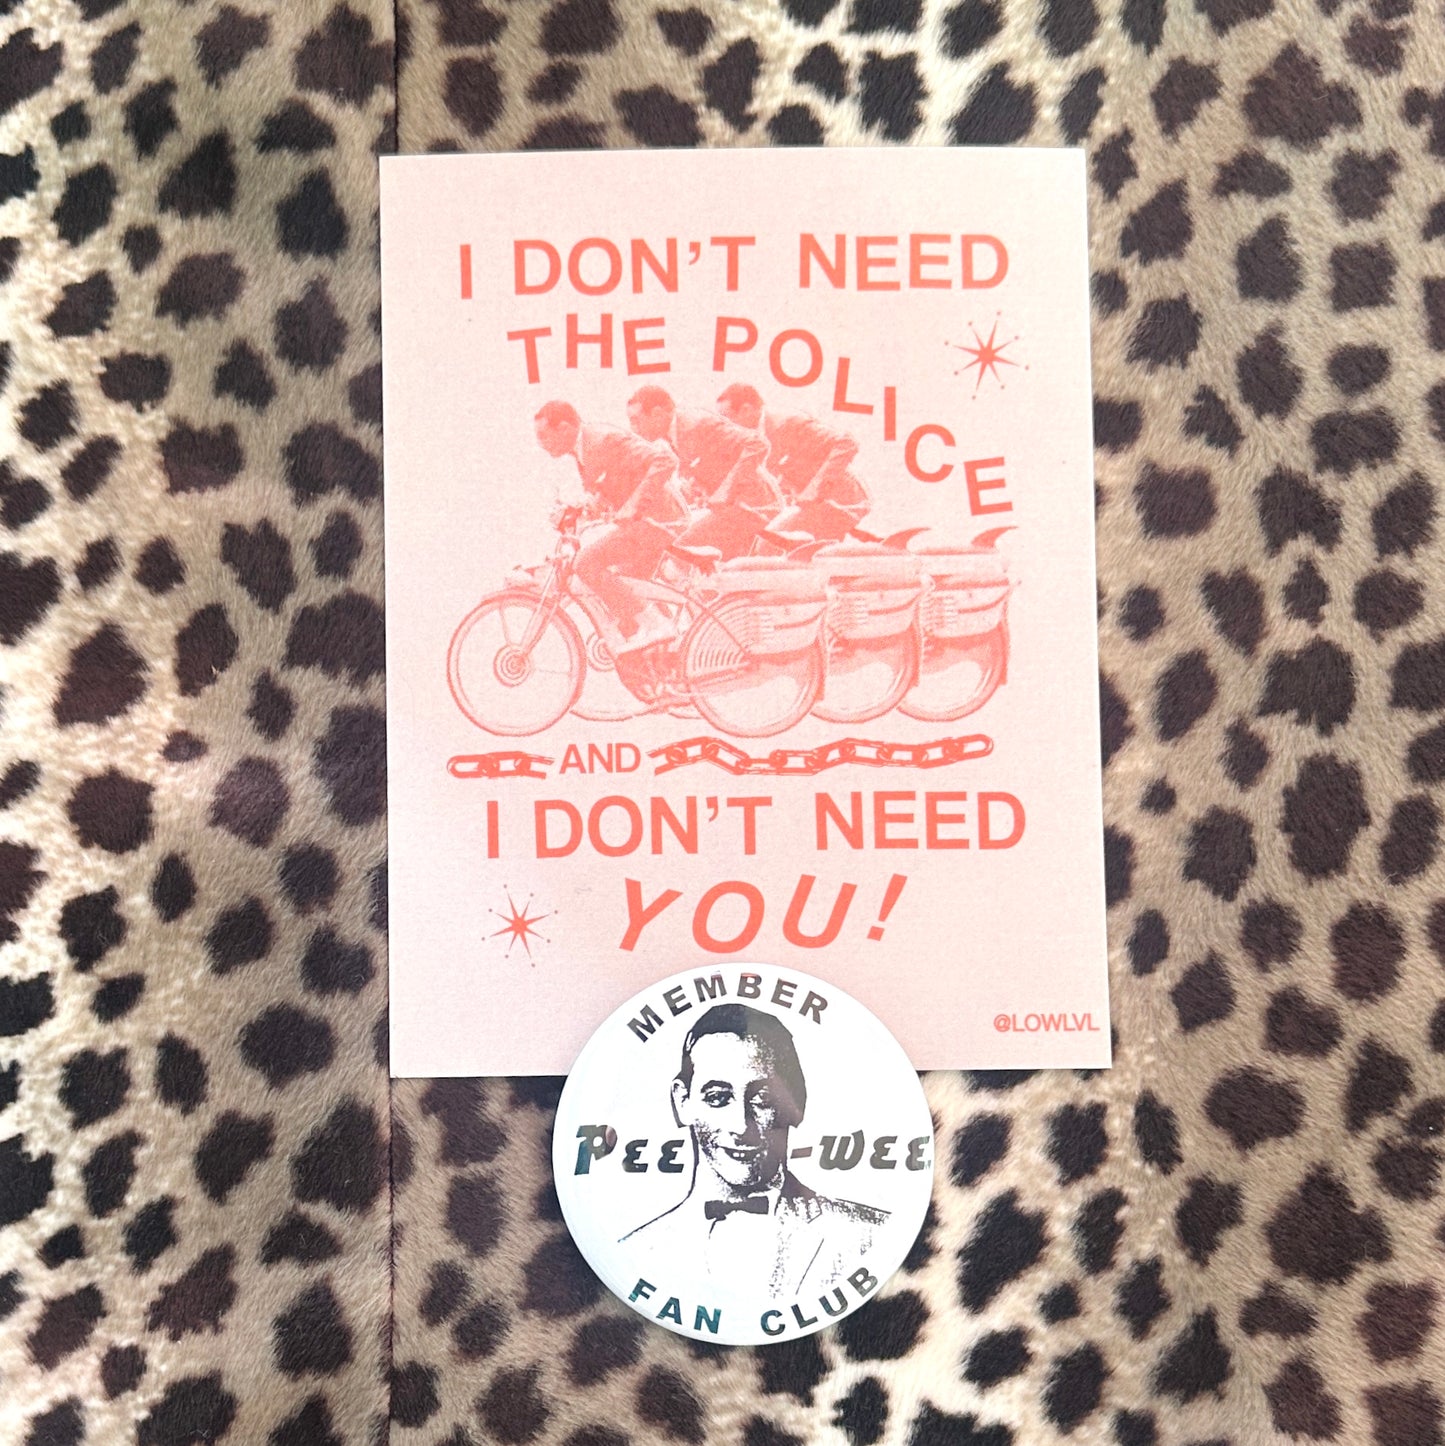 I DON'T NEED
THE POLICE
AND
I DON'T NEED
YOU!
@LOWLVL
MEMBER
PEE-WEE
FAN CLUB